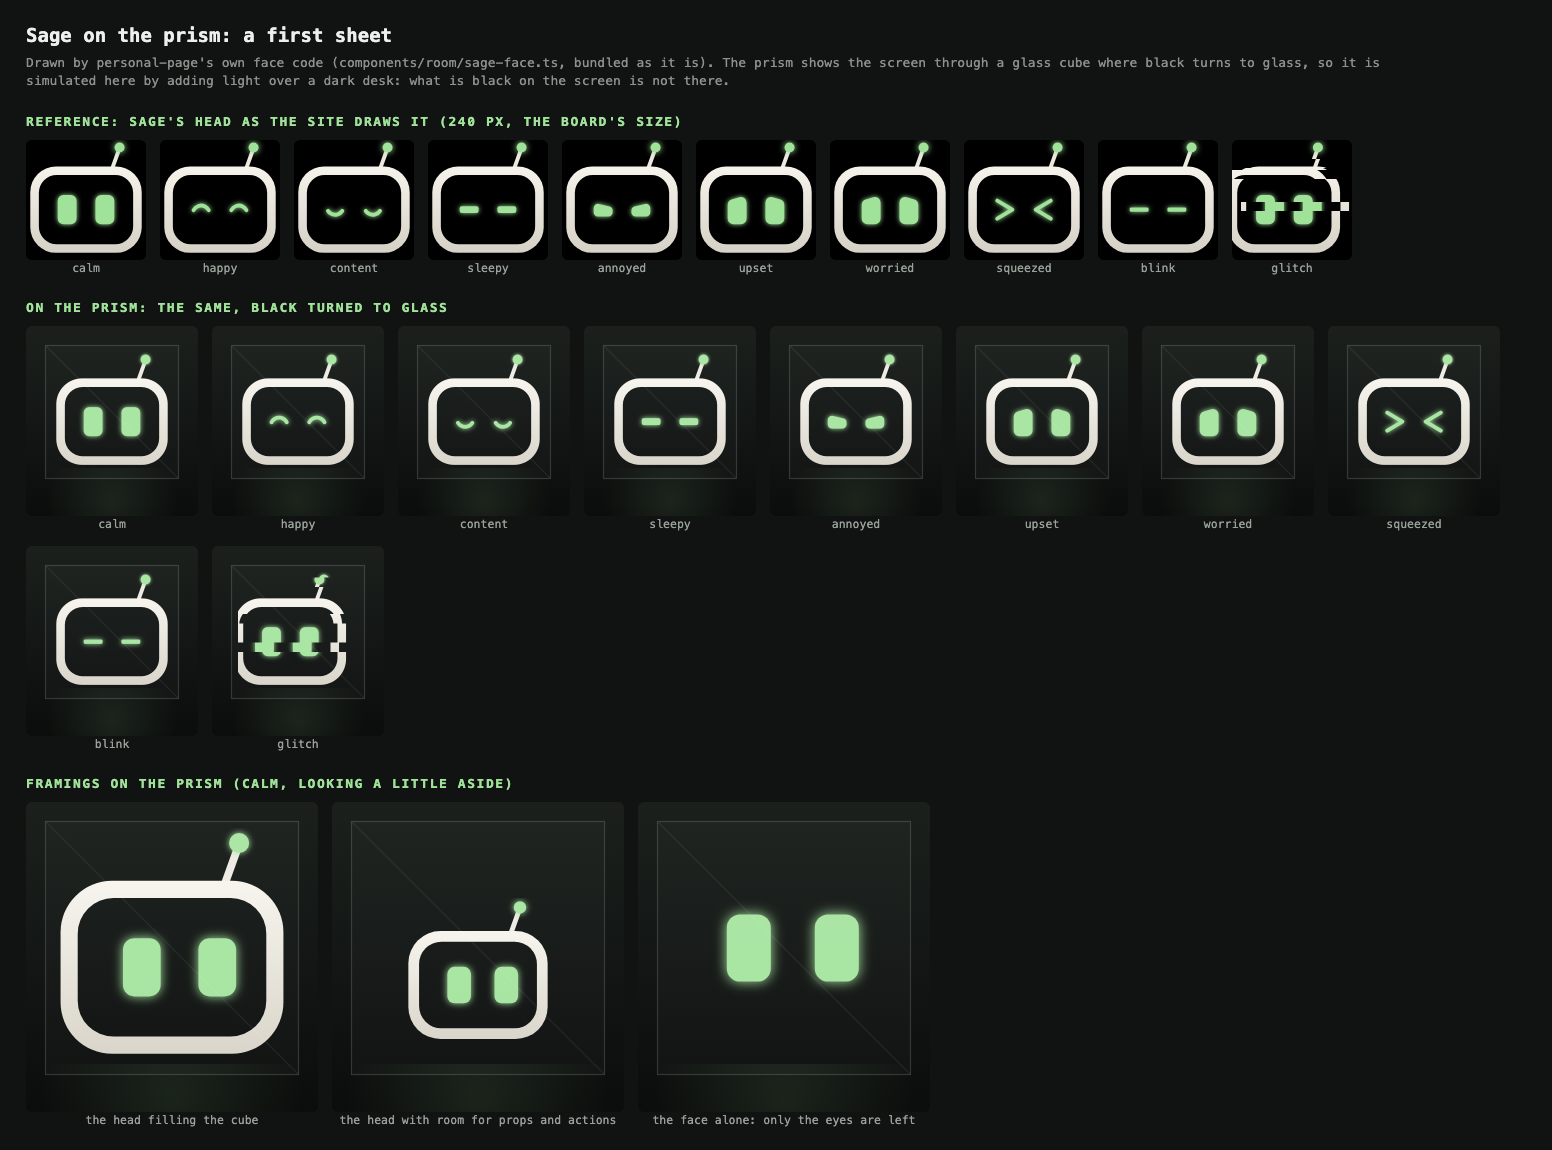 Sage on the prism: a first sheet
Drawn by personal-page's own face code (components/room/sage-face.ts, bundled as it is). The prism shows the screen through a glass cube where black turns to glass, so it is
simulated here by adding light over a dark desk: what is black on the screen is not there.
REFERENCE: SAGE'S HEAD AS THE SITE DRAWS IT (240 PX, THE BOARD'S SIZE)
calm happy content sleepy annoyed upset worried squeezed blink glitch
ON THE PRISM: THE SAME, BLACK TURNED TO GLASS
calm happy content sleepy annoyed upset worried squeezed
blink glitch
FRAMINGS ON THE PRISM (CALM, LOOKING A LITTLE ASIDE)
the head filling the cube the head with room for props and actions the face alone: only the eyes are left